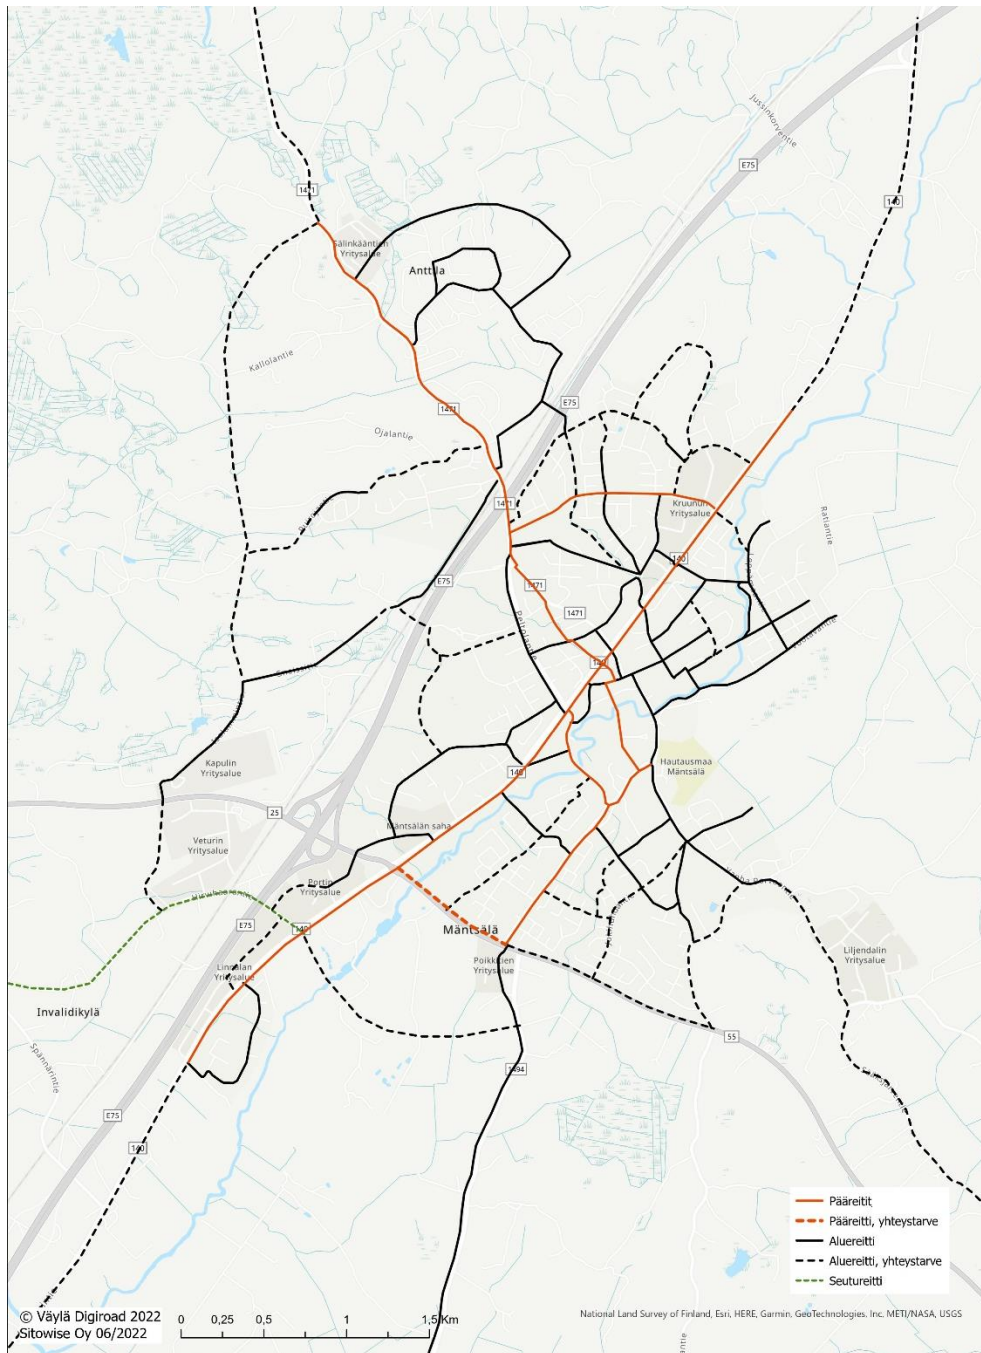 Jussinkorventie
E75
1471
140
Sälinkääntien
Yritysalue
Anttila
Kallolantie
E75
1471
Ojalantie
1471
Kruunun
Yritysalue
Ratiantie
140
E75
1471
1471
Peltolantie
140
Kapulin
Yritysalue
Hautausmaa
Mäntsälä
140
25
Mäntsälän saha
Veturin
Yritysalue
Portin
Yritysalue
E75
140
Mäntsälä
Poikkitien
Yritysalue
Liljendalin
Yritysalue
Linnalan
Yritysalue
Invalidikylä
55
Spännärintie
1494
E75
140
Pääreitit
Pääreitti, yhteystarve
Aluereitti
Aluereitti, yhteystarve
Seutureitti
© Väylä Digiroad 2022
Sitowise Oy 06/2022
0 0,25 0,5 1 1,5 Km
National Land Survey of Finland, Esri, HERE, Garmin, GeoTechnologies, Inc, METI/NASA, USGS